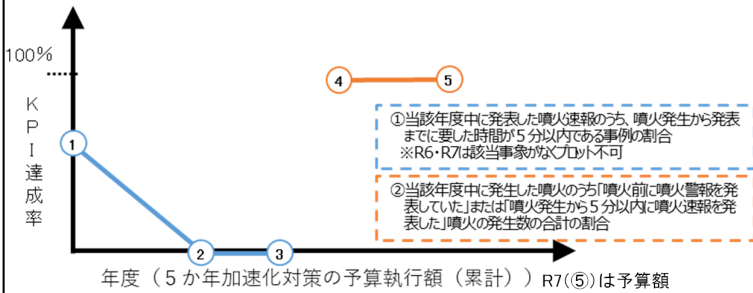 100%
KPI達成率
①
②
③
④
⑤
①当該年度中に発表した噴火速報のうち、噴火発生から発表
までに要した時間が5分以内である事例の割合
※R6・R7は該当事象がなくプロット不可
②当該年度中に発生した噴火のうち「噴火前に噴火警報を発
表していた」または「噴火発生から5分以内に噴火速報を発
表した」噴火の発生数の合計の割合
年度（5か年加速化対策の予算執行額（累計））R7(⑤)は予算額